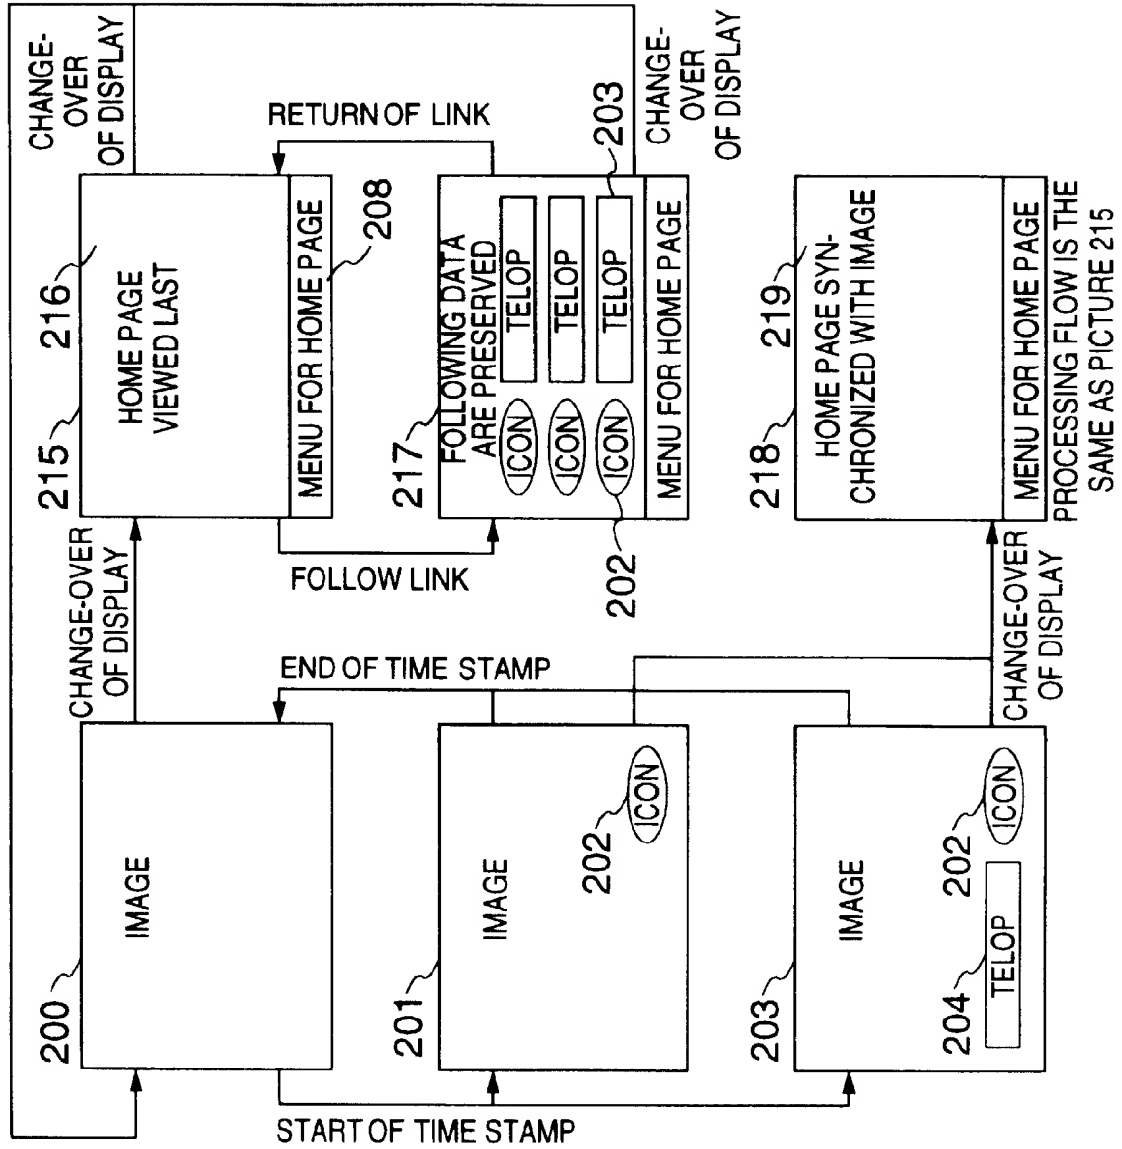 CHANGE-
OVER
OF DISPLAY
CHANGE-
OVER
OF DISPLAY
RETURN OF LINK
203
215
216
HOME PAGE
VIEWED LAST
MENU FOR HOME PAGE
208
217
FOLLOWING DATA
ARE PRESERVED
ICON
TELOP
ICON
TELOP
ICON
TELOP
MENU FOR HOME PAGE
202
218
219
HOME PAGE SYN-
CHRONIZED WITH IMAGE
MENU FOR HOME PAGE
PROCESSING FLOW IS THE
SAME AS PICTURE 215
CHANGE-OVER
OF DISPLAY
FOLLOW LINK
CHANGE-OVER
OF DISPLAY
END OF TIME STAMP
200
IMAGE
201
IMAGE
202
ICON
203
IMAGE
204
TELOP
202
ICON
START OF TIME STAMP